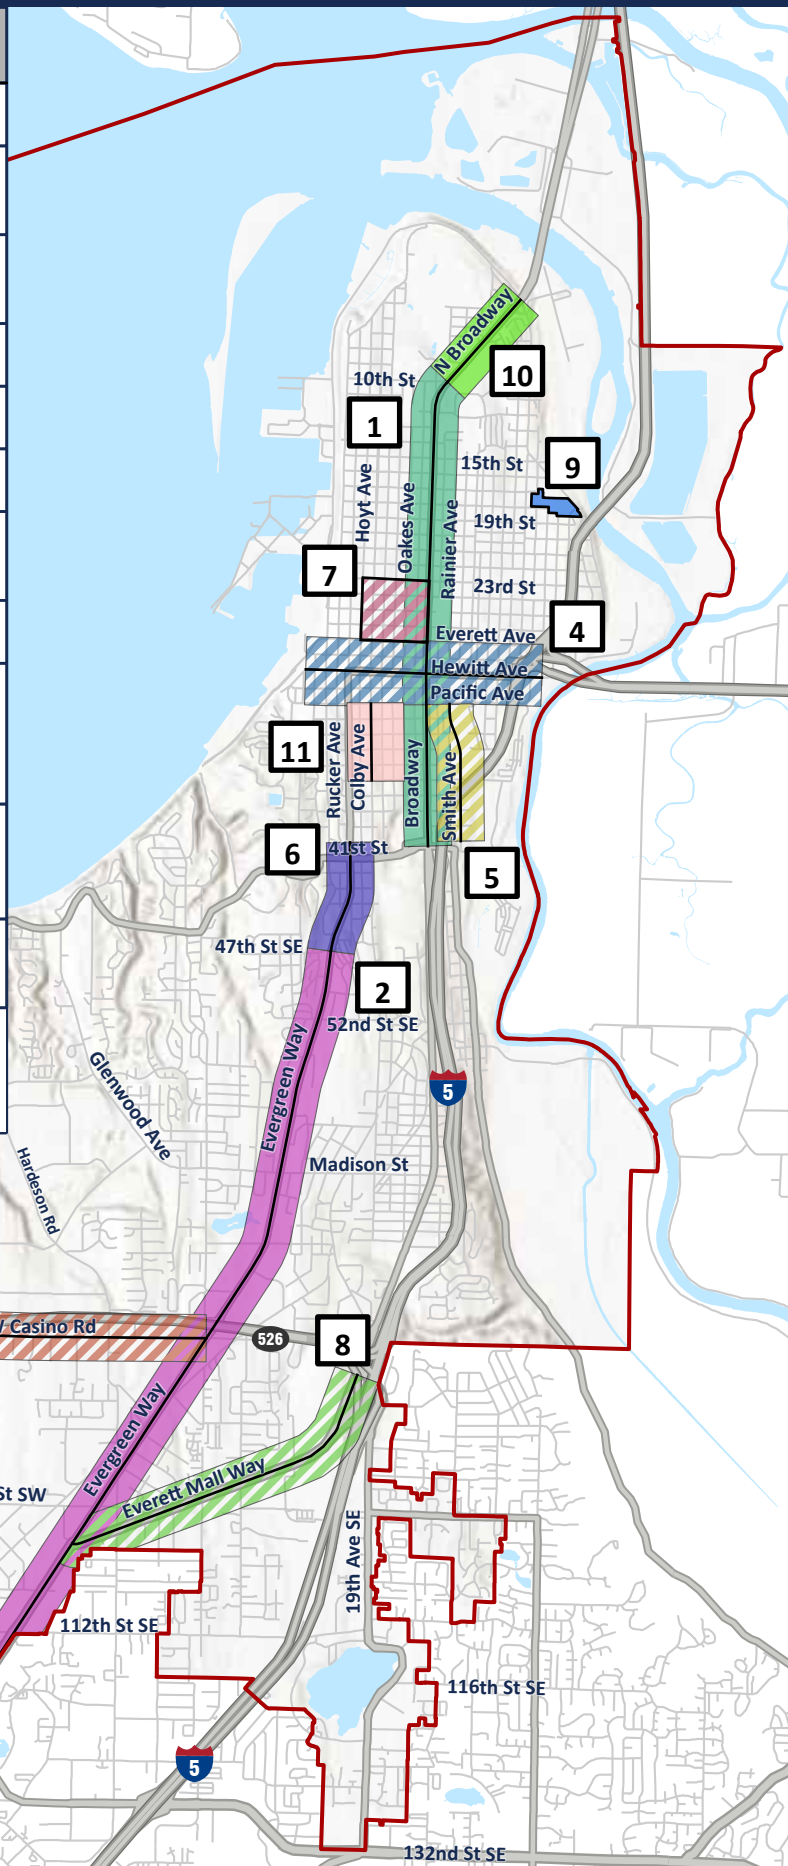 N Broadway
10th St
10
1
15th St
9
Hoyt Ave
Oakes Ave
Rainier Ave
19th St
7
23rd St
4
Everett Ave
Hewitt Ave
Pacific Ave
11
Rucker Ave
Colby Ave
Broadway
Smith Ave
6
41st St
5
47th St SE
2
52nd St SE
Glenwood Ave
Evergreen Way
5
Hardeson Rd
Madison St
Casino Rd
526
8
Evergreen Way
Everett Mall Way
St SW
19th Ave SE
112th St SE
116th St SE
5
132nd St SE